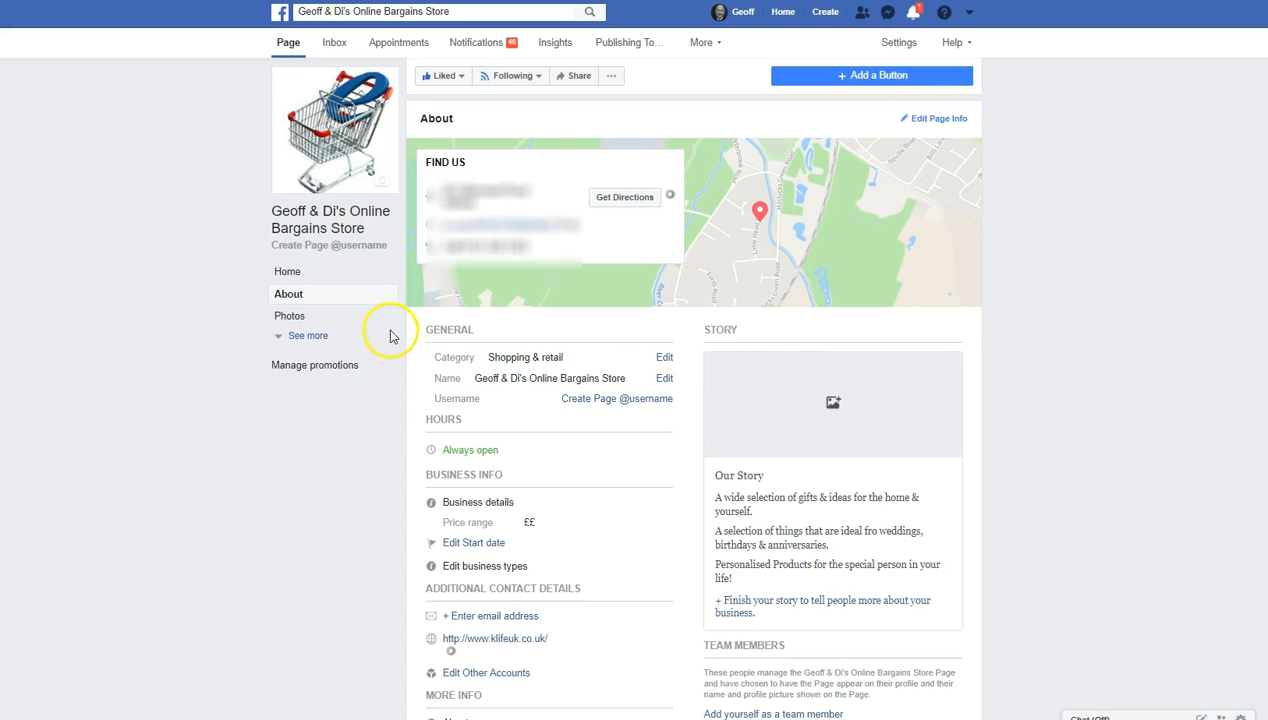 Geoff & Di's Online Bargains Store
Geoff
Home
Create
1
Page
Inbox
Appointments
Notifications 46
Insights
Publishing To...
More
Settings
Help
Liked
Following
Share
+ Add a Button
About
Edit Page Info
FIND US
Get Directions
Geoff & Di's Online
Bargains Store
Create Page @username
Home
About
Photos
See more
Manage promotions
GENERAL
Category Shopping & retail Edit
Name Geoff & Di's Online Bargains Store Edit
Username Create Page @username
HOURS
Always open
BUSINESS INFO
Business details
Price range ££
Edit Start date
Edit business types
ADDITIONAL CONTACT DETAILS
+ Enter email address
http://www.klifeuk.co.uk/
Edit Other Accounts
MORE INFO
STORY
Our Story
A wide selection of gifts & ideas for the home &
yourself.
A selection of things that are ideal fro weddings,
birthdays & anniversaries.
Personalised Products for the special person in your
life!
+ Finish your story to tell people more about your
business.
TEAM MEMBERS
These people manage the Geoff & Di's Online Bargains Store Page
and have chosen to have the Page appear on their profile and their
name and profile picture shown on the Page.
Add yourself as a team member
Chat (Off)